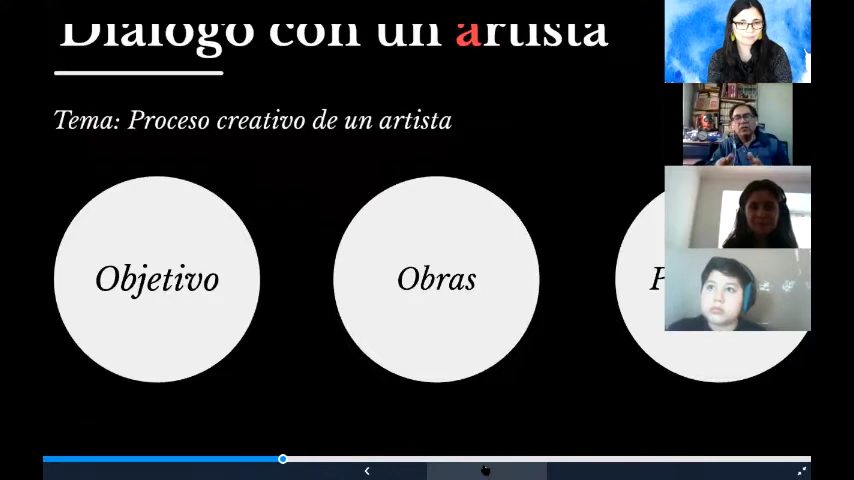 Diálogo con un artista
Tema: Proceso creativo de un artista
Objetivo
Obras